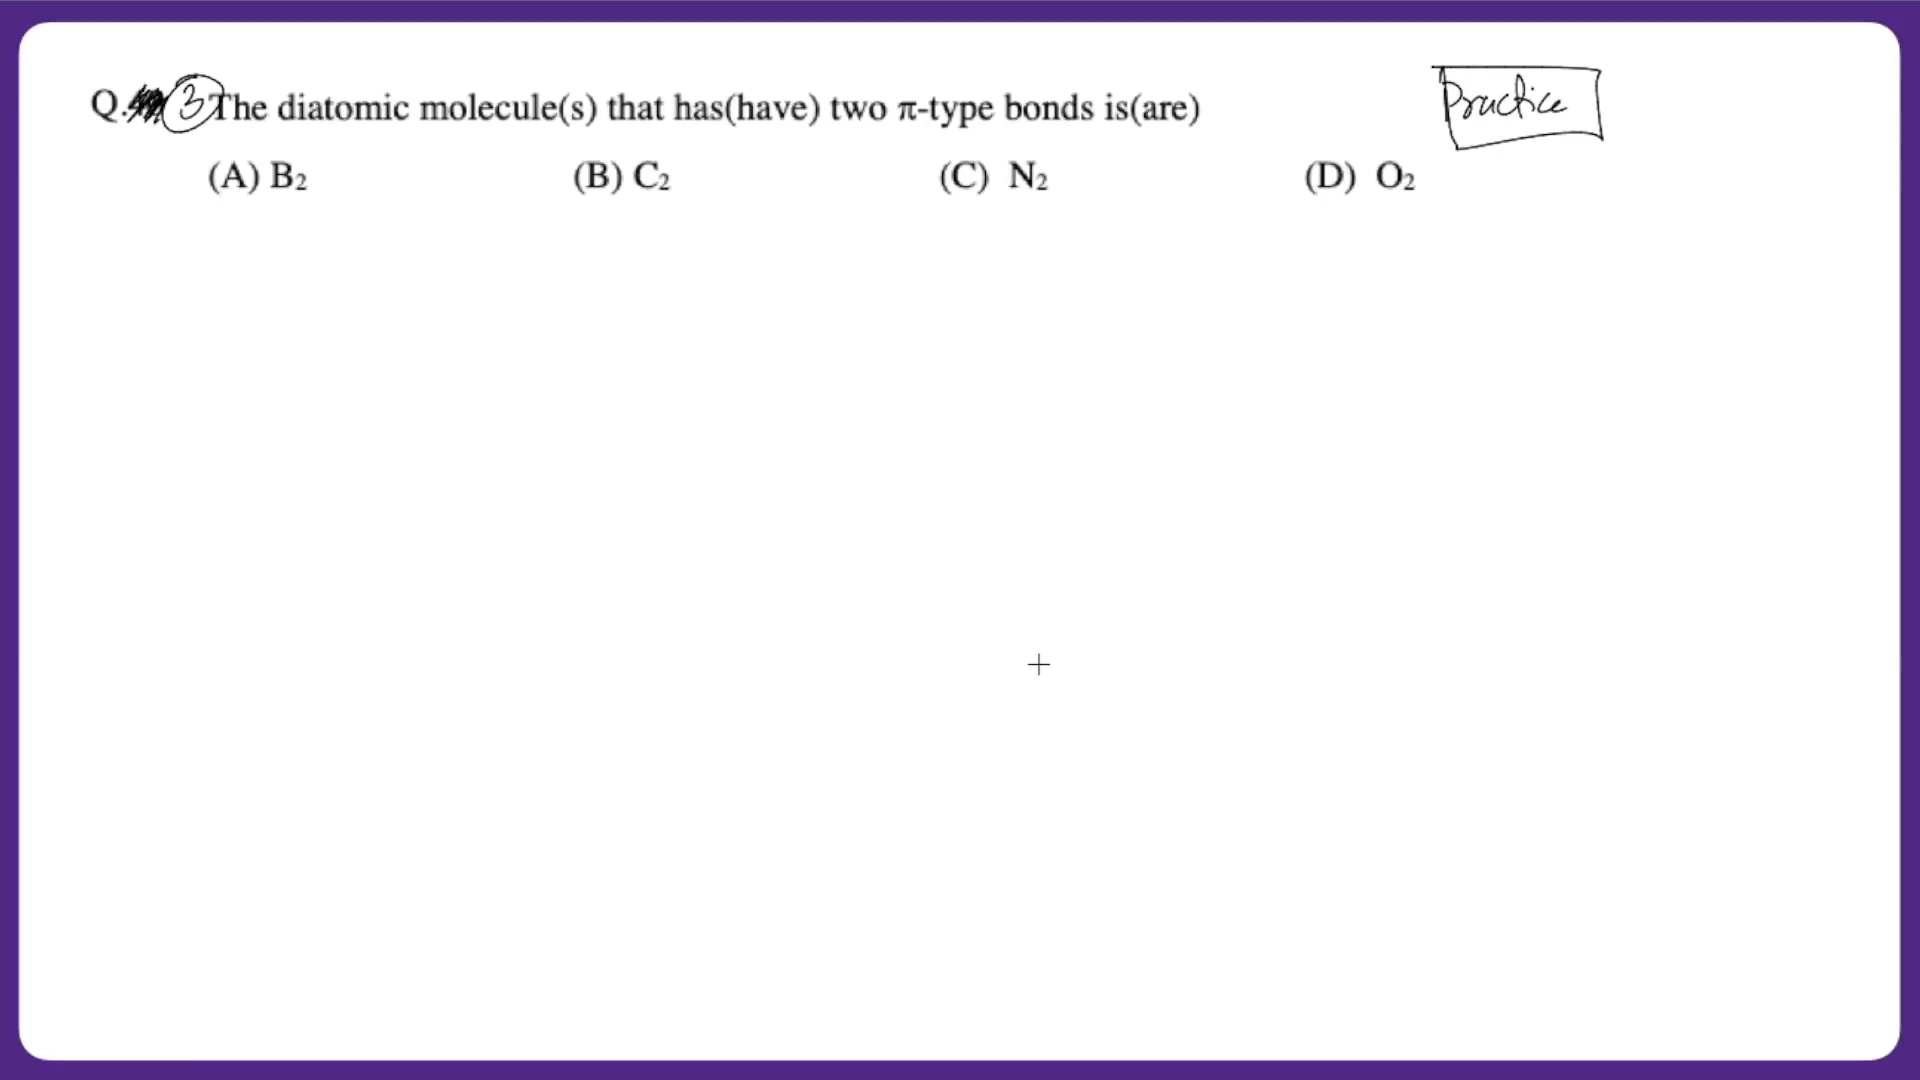 Q. 3 The diatomic molecule(s) that has(have) two π-type bonds is(are)
Practice
(A) B₂ (B) C₂ (C) N₂ (D) O₂